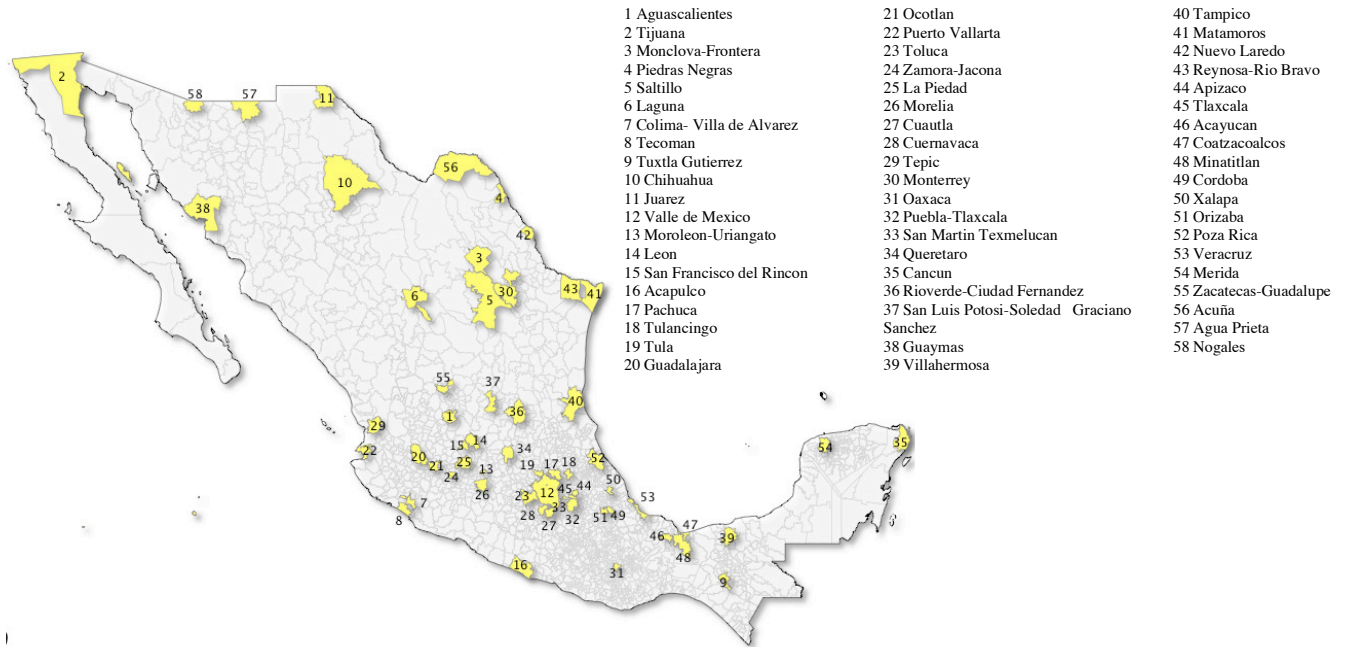 1 Aguascalientes
2 Tijuana
3 Monclova-Frontera
4 Piedras Negras
5 Saltillo
6 Laguna
7 Colima- Villa de Alvarez
8 Tecoman
9 Tuxtla Gutierrez
10 Chihuahua
11 Juarez
12 Valle de Mexico
13 Moroleon-Uriangato
14 Leon
15 San Francisco del Rincon
16 Acapulco
17 Pachuca
18 Tulancingo
19 Tula
20 Guadalajara
21 Ocotlan
22 Puerto Vallarta
23 Toluca
24 Zamora-Jacona
25 La Piedad
26 Morelia
27 Cuautla
28 Cuernavaca
29 Tepic
30 Monterrey
31 Oaxaca
32 Puebla-Tlaxcala
33 San Martin Texmelucan
34 Queretaro
35 Cancun
36 Rioverde-Ciudad Fernandez
37 San Luis Potosi-Soledad Graciano
Sanchez
38 Guaymas
39 Villahermosa
40 Tampico
41 Matamoros
42 Nuevo Laredo
43 Reynosa-Rio Bravo
44 Apizaco
45 Tlaxcala
46 Acayucan
47 Coatzacoalcos
48 Minatitlan
49 Cordoba
50 Xalapa
51 Orizaba
52 Poza Rica
53 Veracruz
54 Merida
55 Zacatecas-Guadalupe
56 Acuña
57 Agua Prieta
58 Nogales
2
58
57
11
56
10
4
38
42
3
6
5
30
43
41
55
37
1
36
40
29
22
20
21
15
14
25
24
13
26
34
19
17
18
52
54
35
7
8
23
12
45
44
33
28
27
32
50
51
49
53
46
47
48
39
16
31
9
)